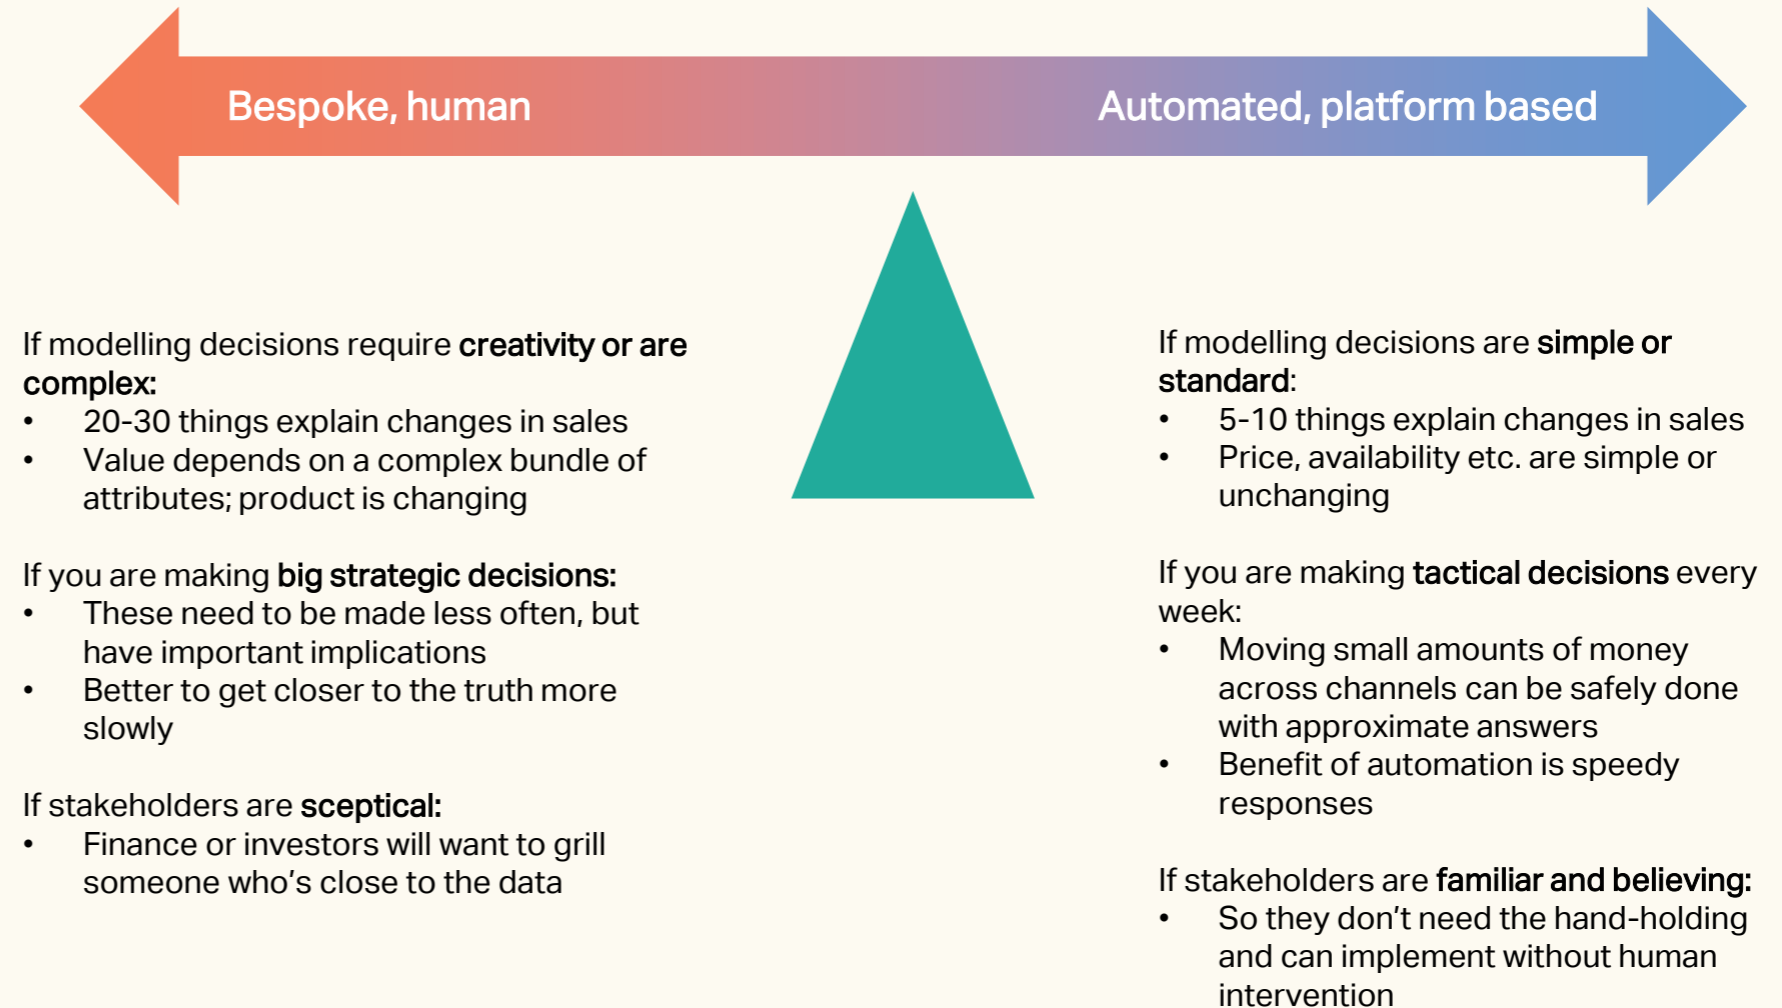 Bespoke, human
Automated, platform based
If modelling decisions require creativity or are
complex:
• 20-30 things explain changes in sales
• Value depends on a complex bundle of
attributes; product is changing
If you are making big strategic decisions:
• These need to be made less often, but
have important implications
• Better to get closer to the truth more
slowly
If stakeholders are sceptical:
• Finance or investors will want to grill
someone who’s close to the data
If modelling decisions are simple or
standard:
• 5-10 things explain changes in sales
• Price, availability etc. are simple or
unchanging
If you are making tactical decisions every
week:
• Moving small amounts of money
across channels can be safely done
with approximate answers
• Benefit of automation is speedy
responses
If stakeholders are familiar and believing:
• So they don’t need the hand-holding
and can implement without human
intervention